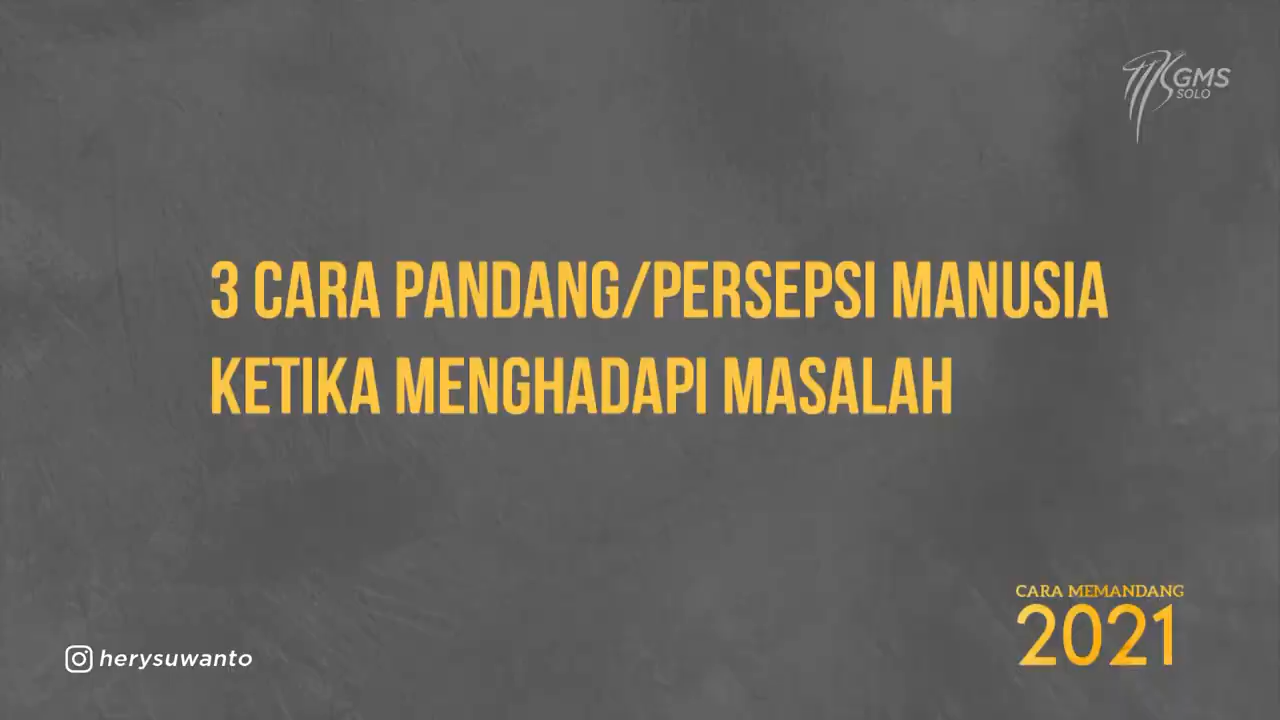 GMS
SOLO
3 CARA PANDANG/PERSEPSI MANUSIA
KETIKA MENGHADAPI MASALAH
CARA MEMANDANG
2021
herysuwanto